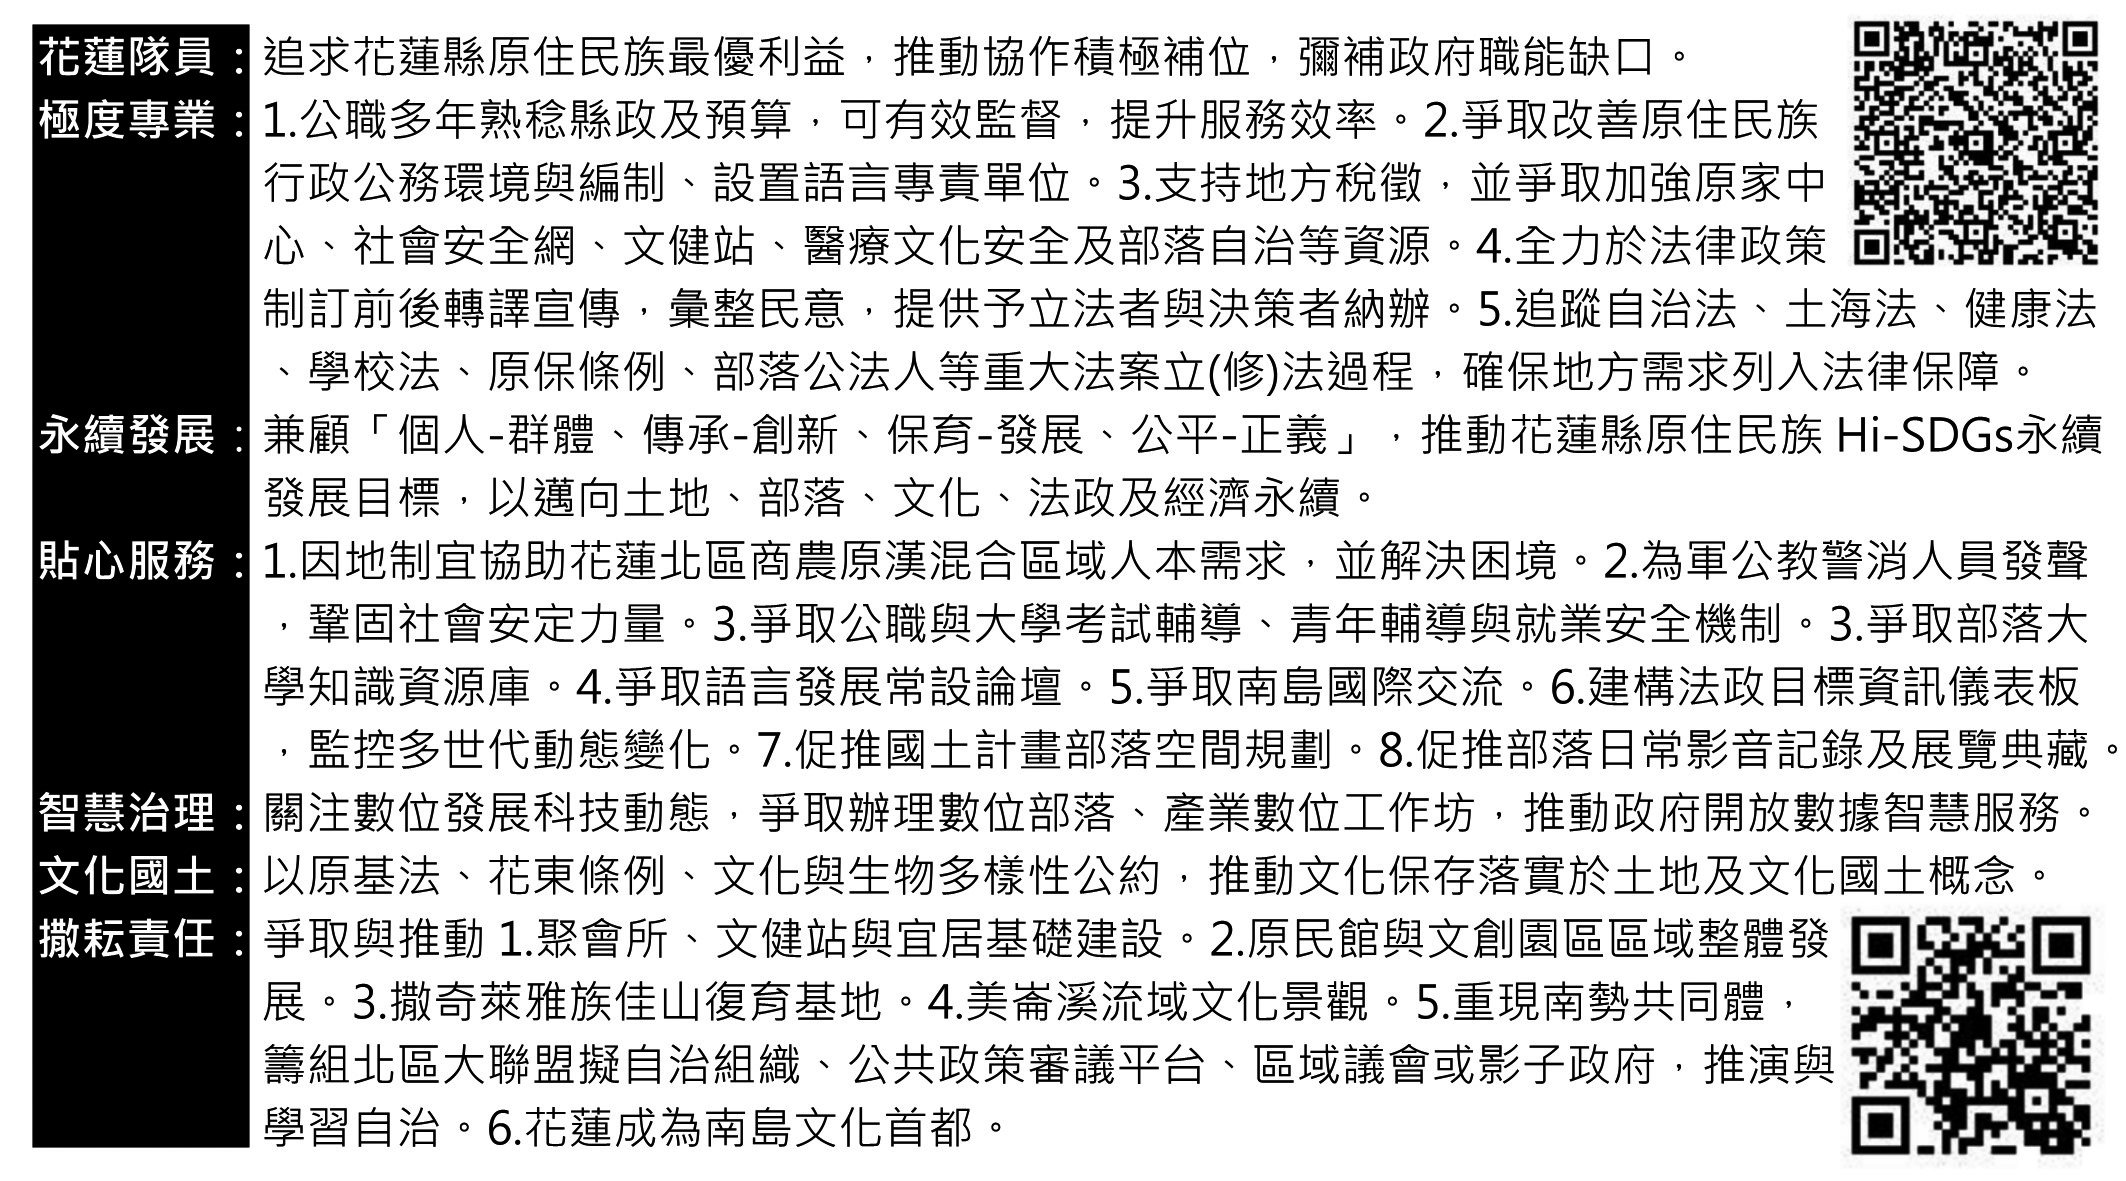 花蓮隊員：追求花蓮縣原住民族最優利益，推動協作積極補位，彌補政府職能缺口。
極度專業：1.公職多年熟稔縣政及預算，可有效監督，提升服務效率。2.爭取改善原住民族
行政公務環境與編制、設置語言專責單位。3.支持地方稅徵，並爭取加強原家中
心、社會安全網、文健站、醫療文化安全及部落自治等資源。4.全力於法律政策
制訂前後轉譯宣傳，彙整民意，提供予立法者與決策者納辦。5.追蹤自治法、土海法、健康法
、學校法、原保條例、部落公法人等重大法案立(修)法過程，確保地方需求列入法律保障。
永續發展：兼顧「個人-群體、傳承-創新、保育-發展、公平-正義」，推動花蓮縣原住民族 Hi-SDGs永續
發展目標，以邁向土地、部落、文化、法政及經濟永續。
貼心服務：1.因地制宜協助花蓮北區商農原漢混合區域人本需求，並解決困境。2.為軍公教警消人員發聲
，鞏固社會安定力量。3.爭取公職與大學考試輔導、青年輔導與就業安全機制。3.爭取部落大
學知識資源庫。4.爭取語言發展常設論壇。5.爭取南島國際交流。6.建構法政目標資訊儀表板
，監控多世代動態變化。7.促推國土計畫部落空間規劃。8.促推部落日常影音記錄及展覽典藏。
智慧治理：關注數位發展科技動態，爭取辦理數位部落、產業數位工作坊，推動政府開放數據智慧服務。
文化國土：以原基法、花東條例、文化與生物多樣性公約，推動文化保存落實於土地及文化國土概念。
撒耘責任：爭取與推動 1.聚會所、文健站與宜居基礎建設。2.原民館與文創園區區域整體發
展。3.撒奇萊雅族佳山復育基地。4.美崙溪流域文化景觀。5.重現南勢共同體，
籌組北區大聯盟擬自治組織、公共政策審議平台、區域議會或影子政府，推演與
學習自治。6.花蓮成為南島文化首都。